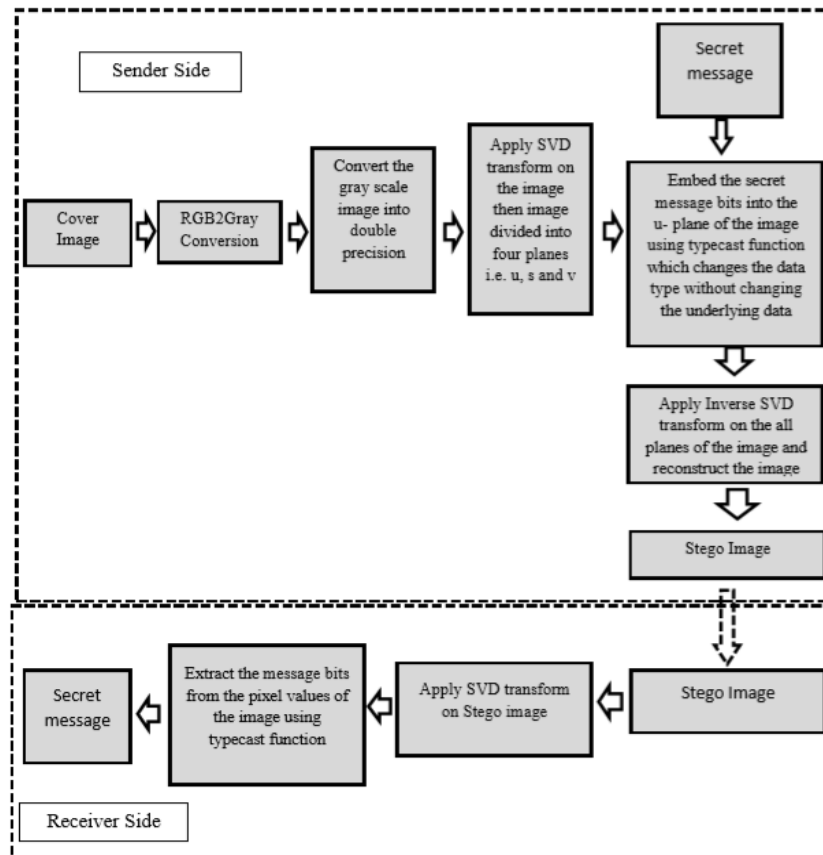 Sender Side
Secret
message
Cover
Image
RGB2Gray
Conversion
Convert the
gray scale
image into
double
precision
Apply SVD
transform on
the image
then image
divided into
four planes
i.e. u, s and v
Embed the secret
message bits into the
u- plane of the image
using typecast function
which changes the data
type without changing
the underlying data
Apply Inverse SVD
transform on the all
planes of the image and
reconstruct the image
Stego Image
Stego Image
Apply SVD transform
on Stego image
Extract the message bits
from the pixel values of
the image using
typecast function
Secret
message
Receiver Side